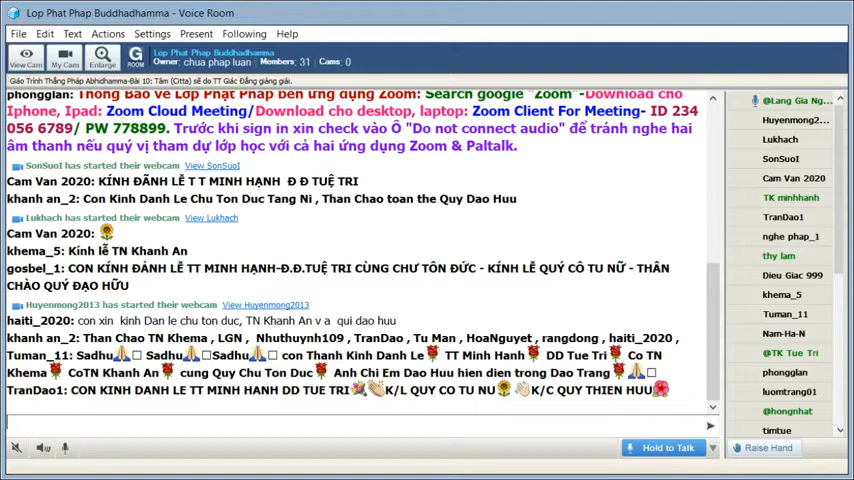 Lop Phat Phap Buddhadhamma - Voice Room
File Edit Text Actions Settings Present Following Help
View Cam My Cam Enlarge G ROOM
Lop Phat Phap Buddhadhamma
Owner: chua phap luan Members: 31 Cams: 0
Giáo Trình Thắng Pháp Abhidhamma-Bài 10: Tâm (Citta) sẽ do TT Giác Đẳng giảng giải.
phongglan: Thông Báo về Lớp Phật Pháp bên ứng dụng Zoom: Search google "Zoom"-Download cho
Iphone, Ipad: Zoom Cloud Meeting/Download cho desktop, laptop: Zoom Client For Meeting- ID 234
056 6789/ PW 778899. Trước khi sign in xin check vào Ô "Do not connect audio" để tránh nghe hai
âm thanh nếu quý vị tham dự lớp học với cả hai ứng dụng Zoom & Paltalk.
SonSuoI has started their webcam View SonSuoI
Cam Van 2020: KÍNH ĐÃNH LỄ T T MINH HẠNH Đ Đ TUỆ TRI
khanh an_2: Con Kinh Danh Le Chu Ton Duc Tang Ni , Than Chao toan the Quy Dao Huu
Lukhach has started their webcam View Lukhach
Cam Van 2020: 🌻
khema_5: Kính lễ TN Khanh An
gosbel_1: CON KÍNH ĐẢNH LỄ TT MINH HẠNH-Đ.Đ.TUỆ TRI CÙNG CHƯ TÔN ĐỨC - KÍNH LỄ QUÝ CÔ TU NỮ - THÂN
CHÀO QUÝ ĐẠO HỮU
Huyenmong2013 has started their webcam View Huyenmong2013
haiti_2020: con xin kinh Dan le chu ton duc, TN Khanh An v a qui dao huu
khanh an_2: Than Chao TN Khema , LGN , Nhuthuynh109 , TranDao , Tu Man , HoaNguyet , rangdong , haiti_2020 ,
Tuman_11: Sadhu🙏□ Sadhu🙏□Sadhu🙏□ con Thanh Kinh Danh Le🌹 TT Minh Hanh🌹 DD Tue Tri🌹 Co TN
Khema🌹 CoTN Khanh An🌹 cung Quy Chu Ton Duc🌹 Anh Chi Em Dao Huu hien dien trong Dao Trang🌹🙏□
TranDao1: CON KINH DANH LE TT MINH HANH DD TUE TRI💐👏K/L QUY CO TU NU🌻👏K/C QUY THIEN HUU🌺
Hold to Talk
@Lang Gia Ng...
Huyenmong2...
Lukhach
SonSuoI
Cam Van 2020
TK minhhanh
TranDao1
nghe phap_1
thy lam
Dieu Giac 999
khema_5
Tuman_11
Nam-Ha-N
@TK Tue Tri
phongglan
luomtrang01
@hongnhat
timtue
Raise Hand